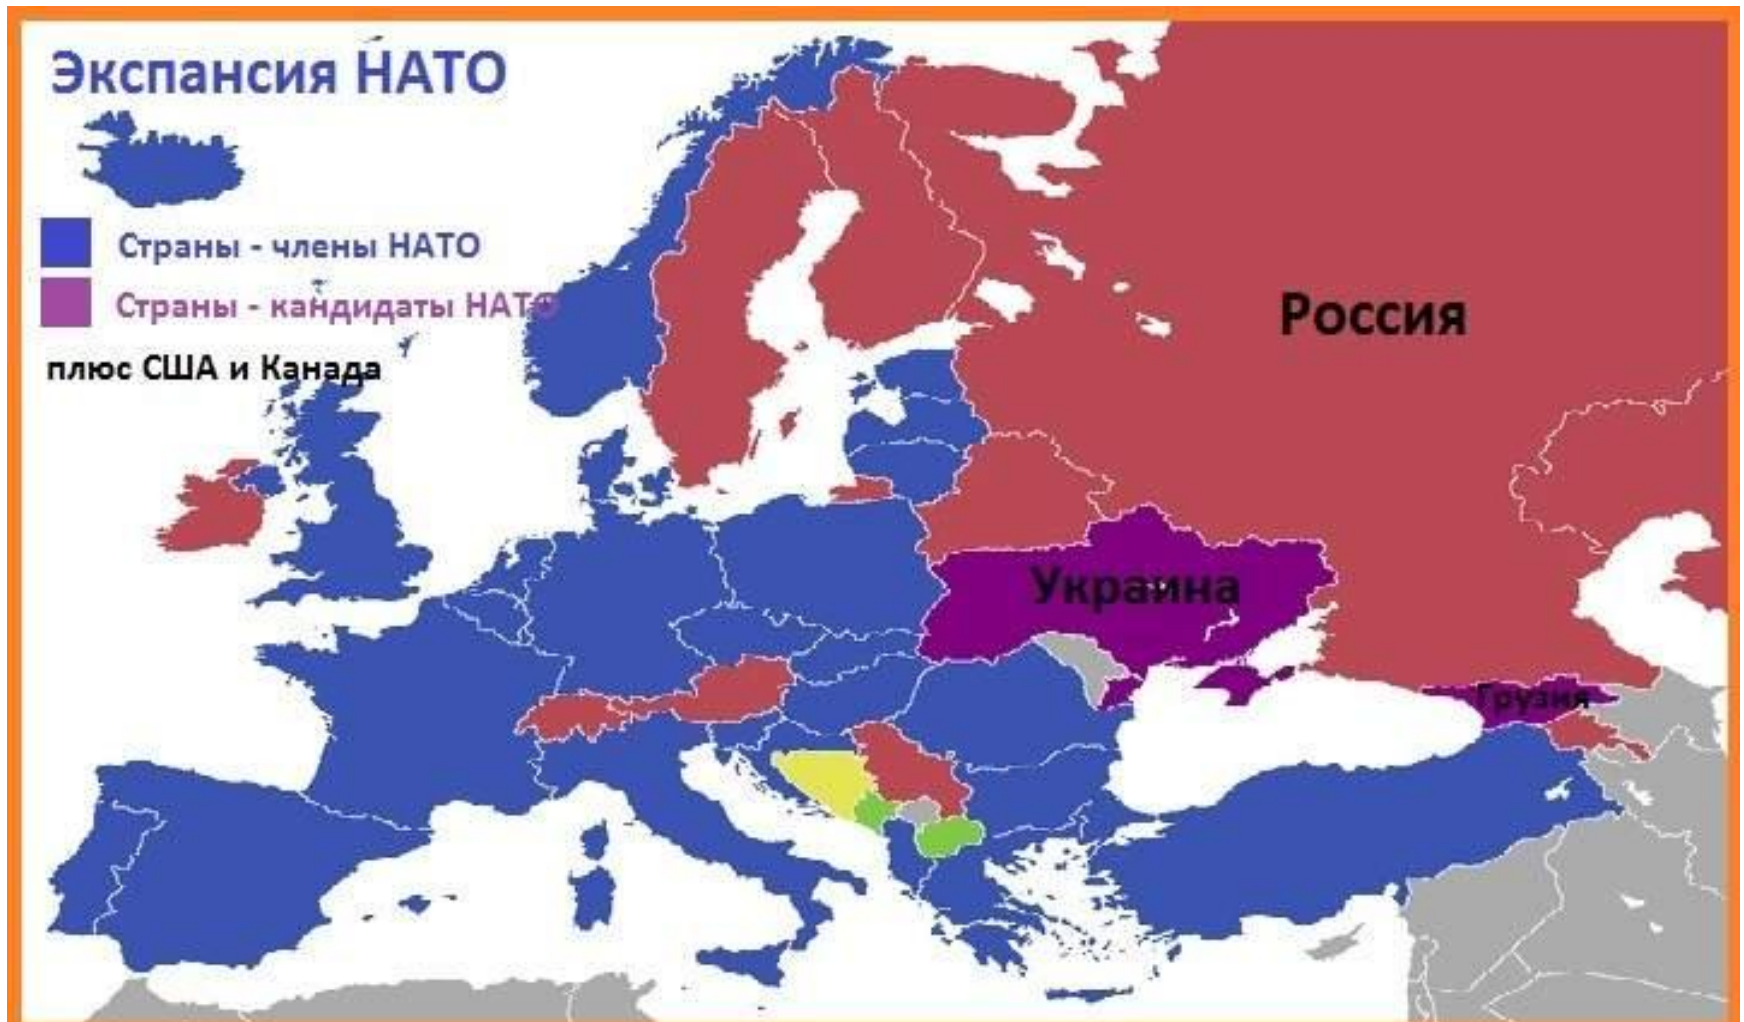 Экспансия НАТО
Страны - члены НАТО
Страны - кандидаты НАТО
плюс США и Канада
Россия
Украина
Грузия